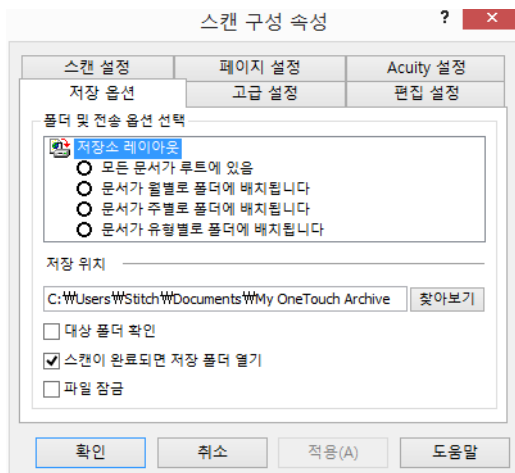 스캔 구성 속성
? ×
스캔 설정 페이지 설정 Acuity 설정
저장 옵션 고급 설정 편집 설정
폴더 및 전송 옵션 선택
저장소 레이아웃
모든 문서가 루트에 있음
문서가 월별로 폴더에 배치됩니다
문서가 주별로 폴더에 배치됩니다
문서가 유형별로 폴더에 배치됩니다
저장 위치
C:₩Users₩Stitch₩Documents₩My OneTouch Archive 찾아보기
대상 폴더 확인
스캔이 완료되면 저장 폴더 열기
파일 잠금
확인 취소 적용(A) 도움말